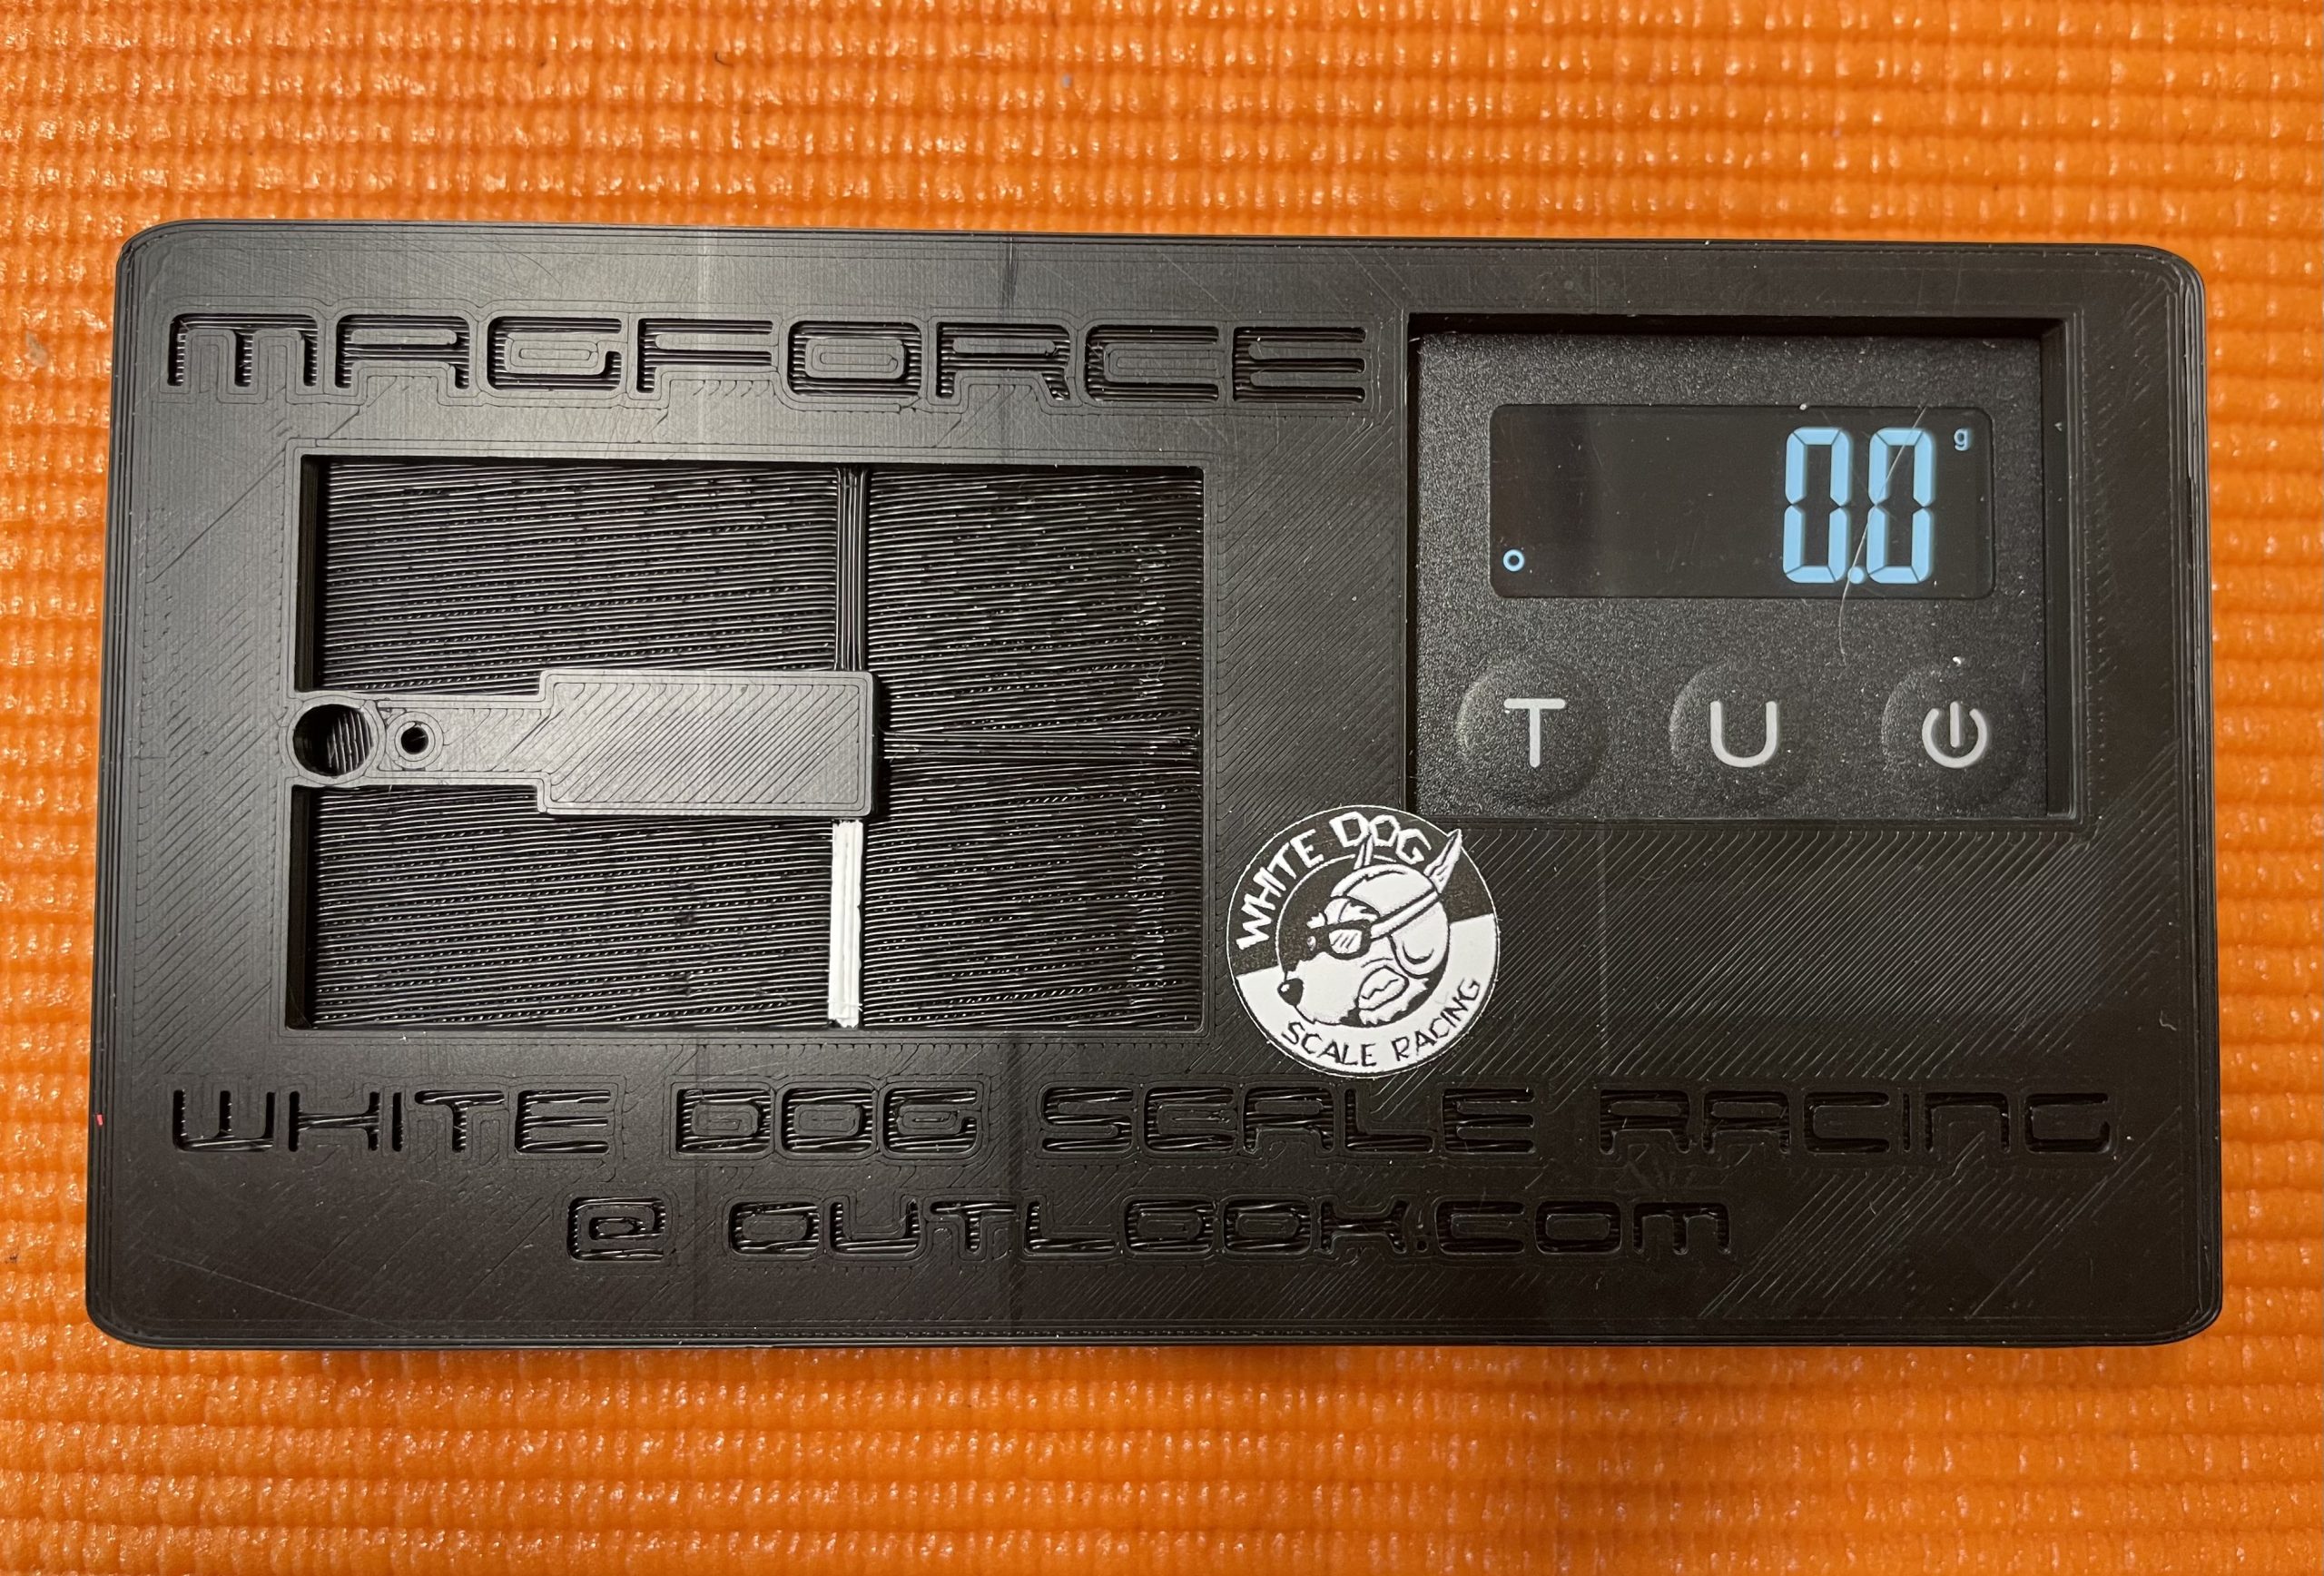 MAGFORCE
0.0 g
T U
WHITE DOG
SCALE RACING
WHITE DOG SCALE RACING
@ OUTLOOK.COM